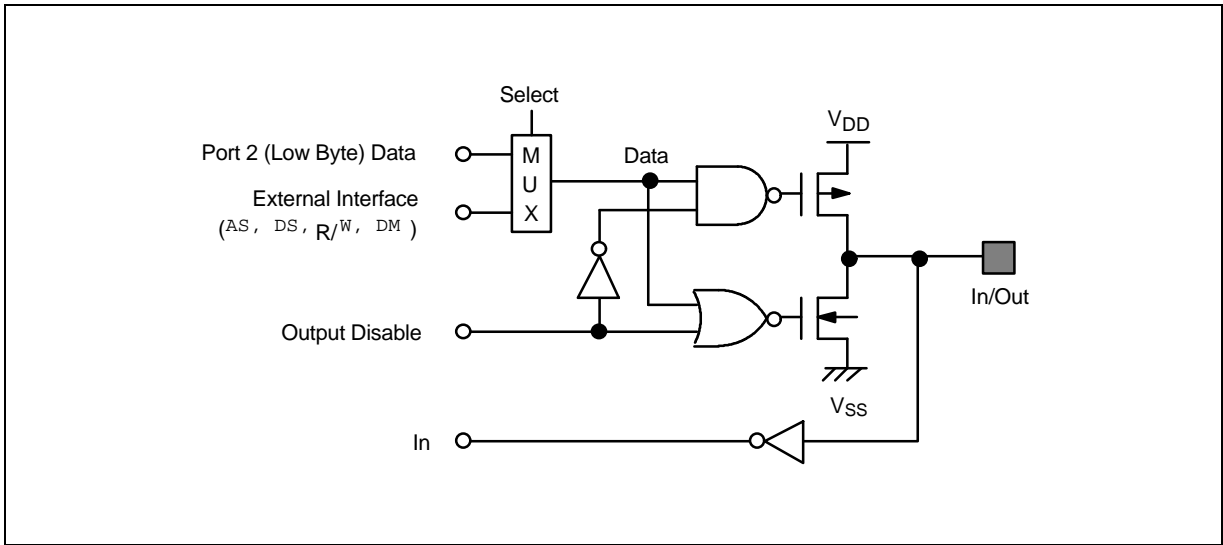 Select
Port 2 (Low Byte) Data
External Interface
(AS, DS, R/W, DM )
M
U
X
Data
VDD
In/Out
Output Disable
VSS
In